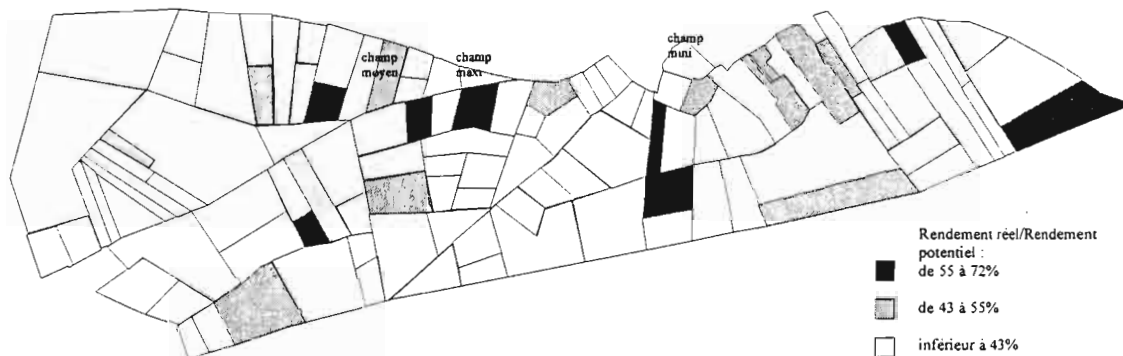 champ
moyen
champ
maxi
champ
mini
Rendement réel/Rendement
potentiel :
de 55 à 72%
de 43 à 55%
inférieur à 43%